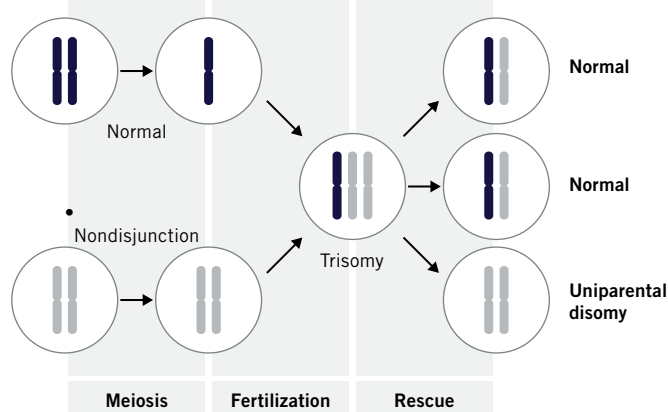 Normal
Normal
Normal
Nondisjunction
Trisomy
Uniparental
disomy
Meiosis
Fertilization
Rescue